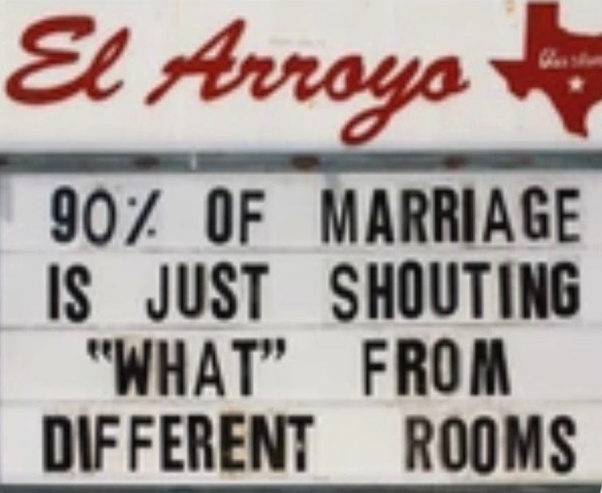 El Arroyo
90% OF MARRIAGE
IS JUST SHOUTING
"WHAT" FROM
DIFFERENT ROOMS